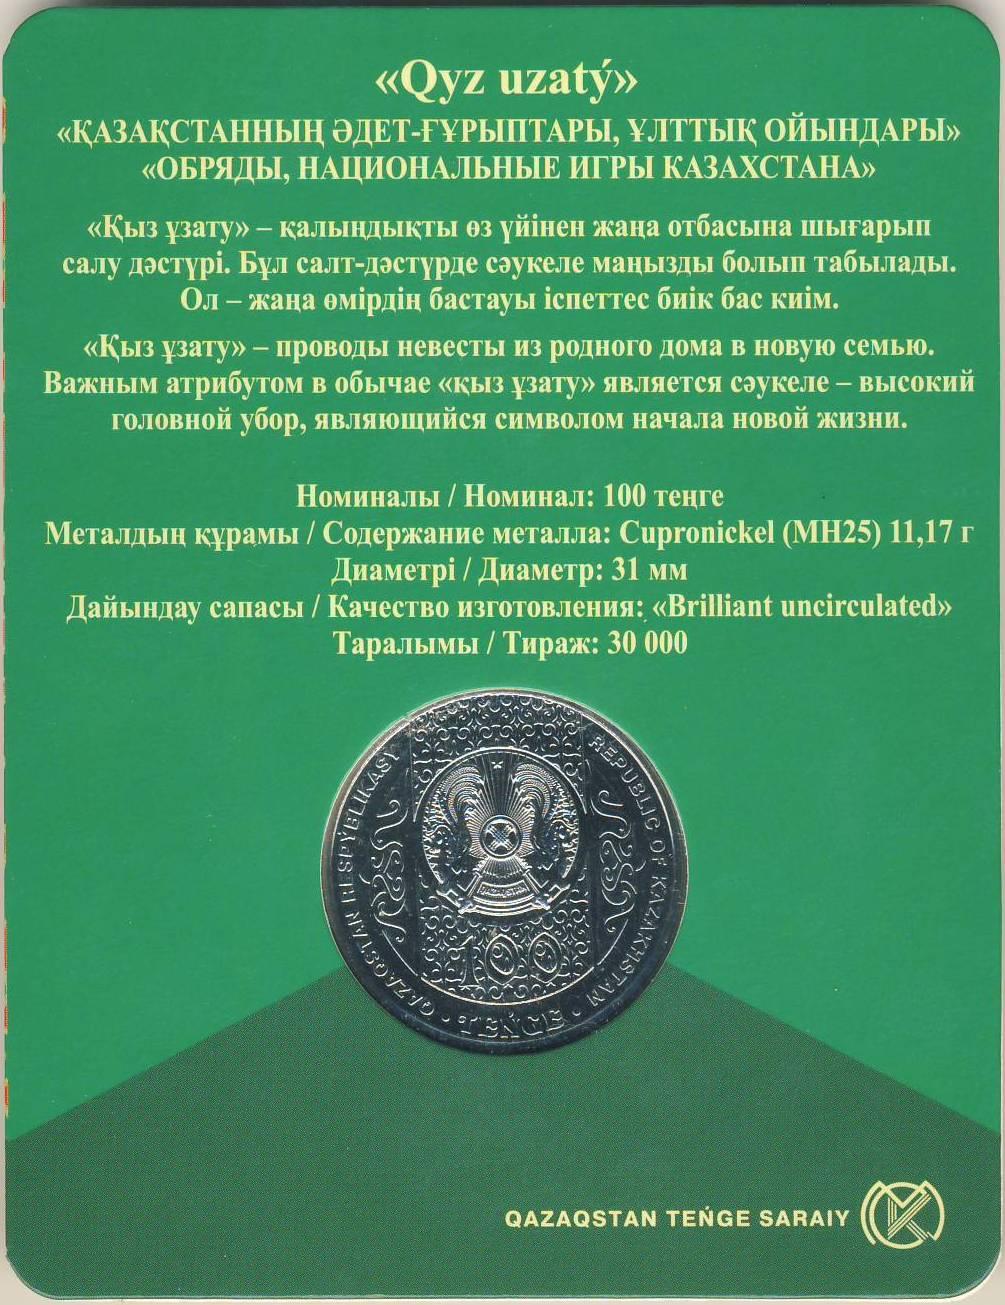 «Qyz uzatý»
«ҚАЗАҚСТАННЫҢ ӘДЕТ-ҒҰРЫПТАРЫ, ҰЛТТЫҚ ОЙЫНДАРЫ»
«ОБРЯДЫ, НАЦИОНАЛЬНЫЕ ИГРЫ КАЗАХСТАНА»
«Қыз ұзату» – қалыңдықты өз үйінен жаңа отбасына шығарып
салу дәстүрі. Бұл салт-дәстүрде сәукеле маңызды болып табылады.
Ол – жаңа өмірдің бастауы іспеттес биік бас киім.
«Қыз ұзату» – проводы невесты из родного дома в новую семью.
Важным атрибутом в обычае «қыз ұзату» является сәукеле – высокий
головной убор, являющийся символом начала новой жизни.
Номиналы / Номинал: 100 теңге
Металдың құрамы / Содержание металла: Cupronickel (МН25) 11,17 г
Диаметрі / Диаметр: 31 мм
Дайындау сапасы / Качество изготовления: «Brilliant uncirculated»
Таралымы / Тираж: 30 000
QAZAQSTAN RESPÝBLIKASY
REPUBLIC OF KAZAKHSTAN
QAZAQSTAN
100
• TEŃGE •
QAZAQSTAN TEŃGE SARAIY